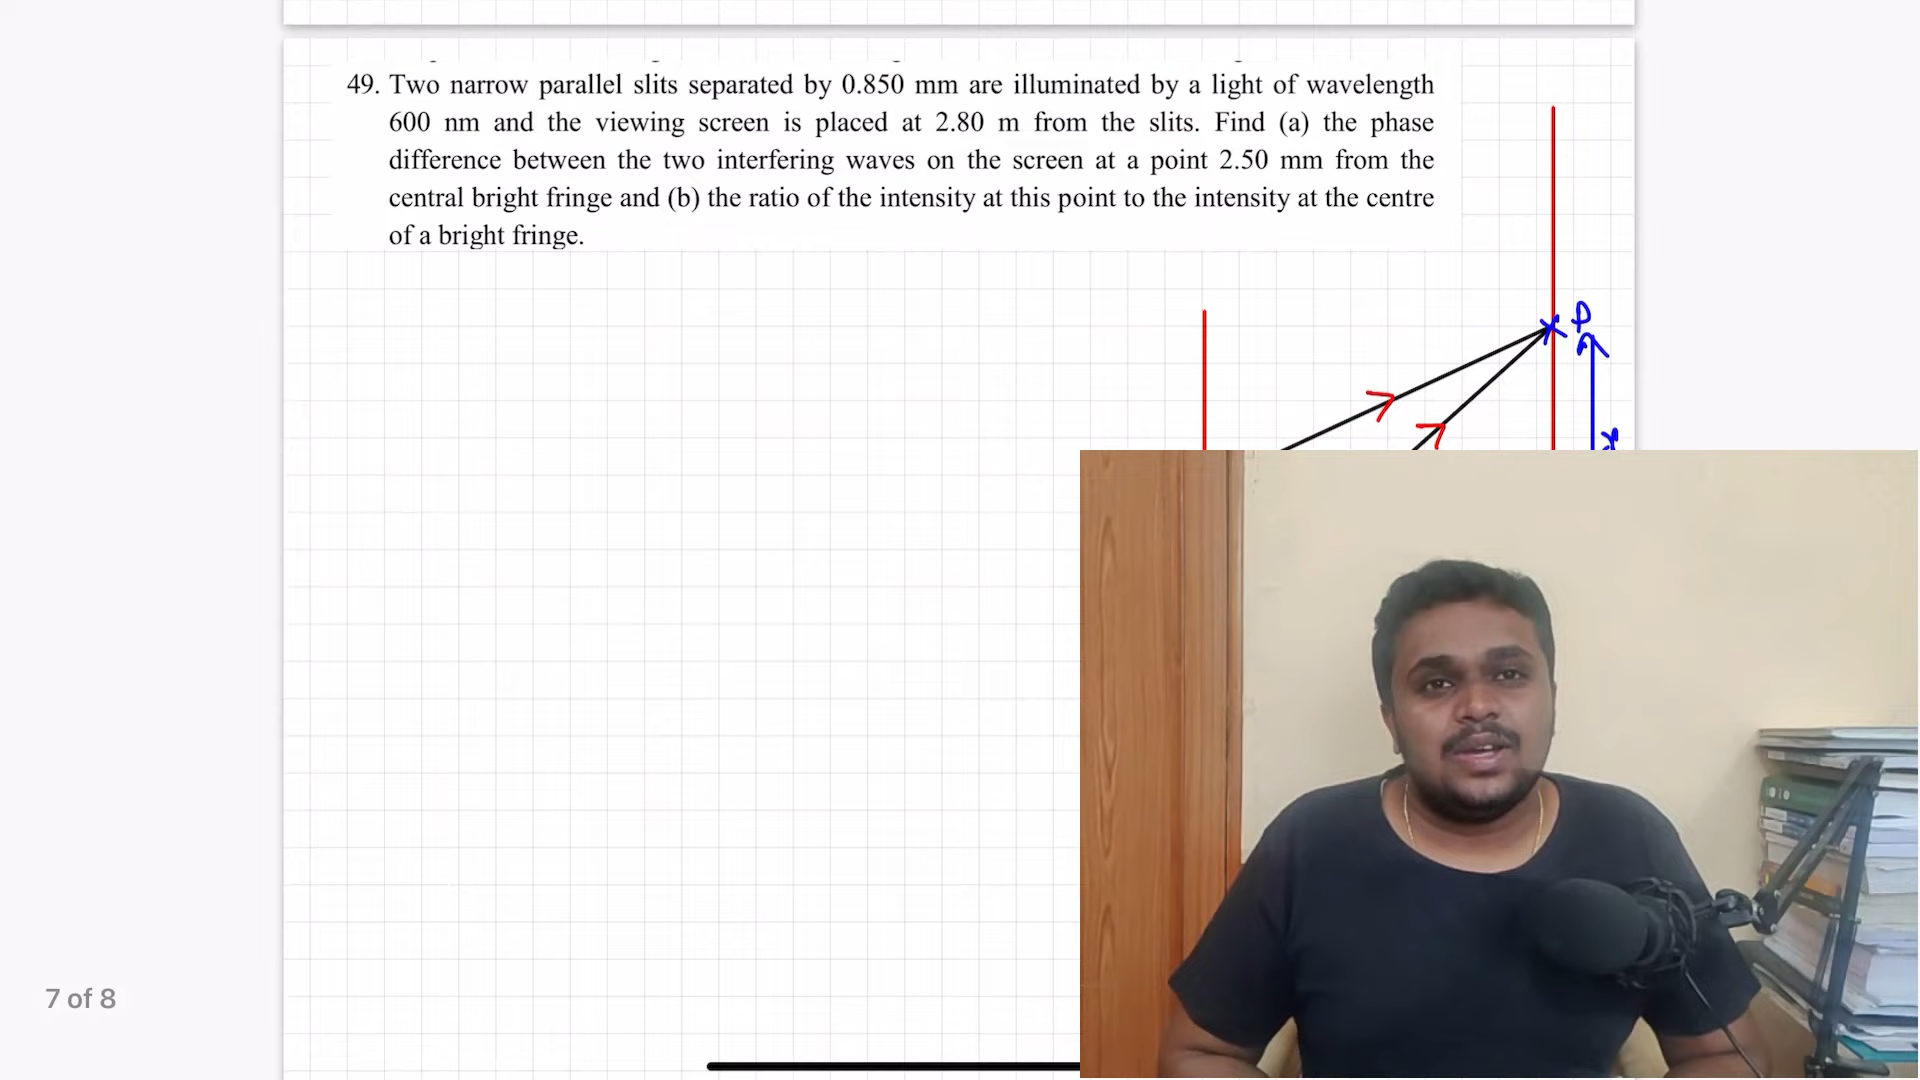 49. Two narrow parallel slits separated by 0.850 mm are illuminated by a light of wavelength
600 nm and the viewing screen is placed at 2.80 m from the slits. Find (a) the phase
difference between the two interfering waves on the screen at a point 2.50 mm from the
central bright fringe and (b) the ratio of the intensity at this point to the intensity at the centre
of a bright fringe.
P
7 of 8